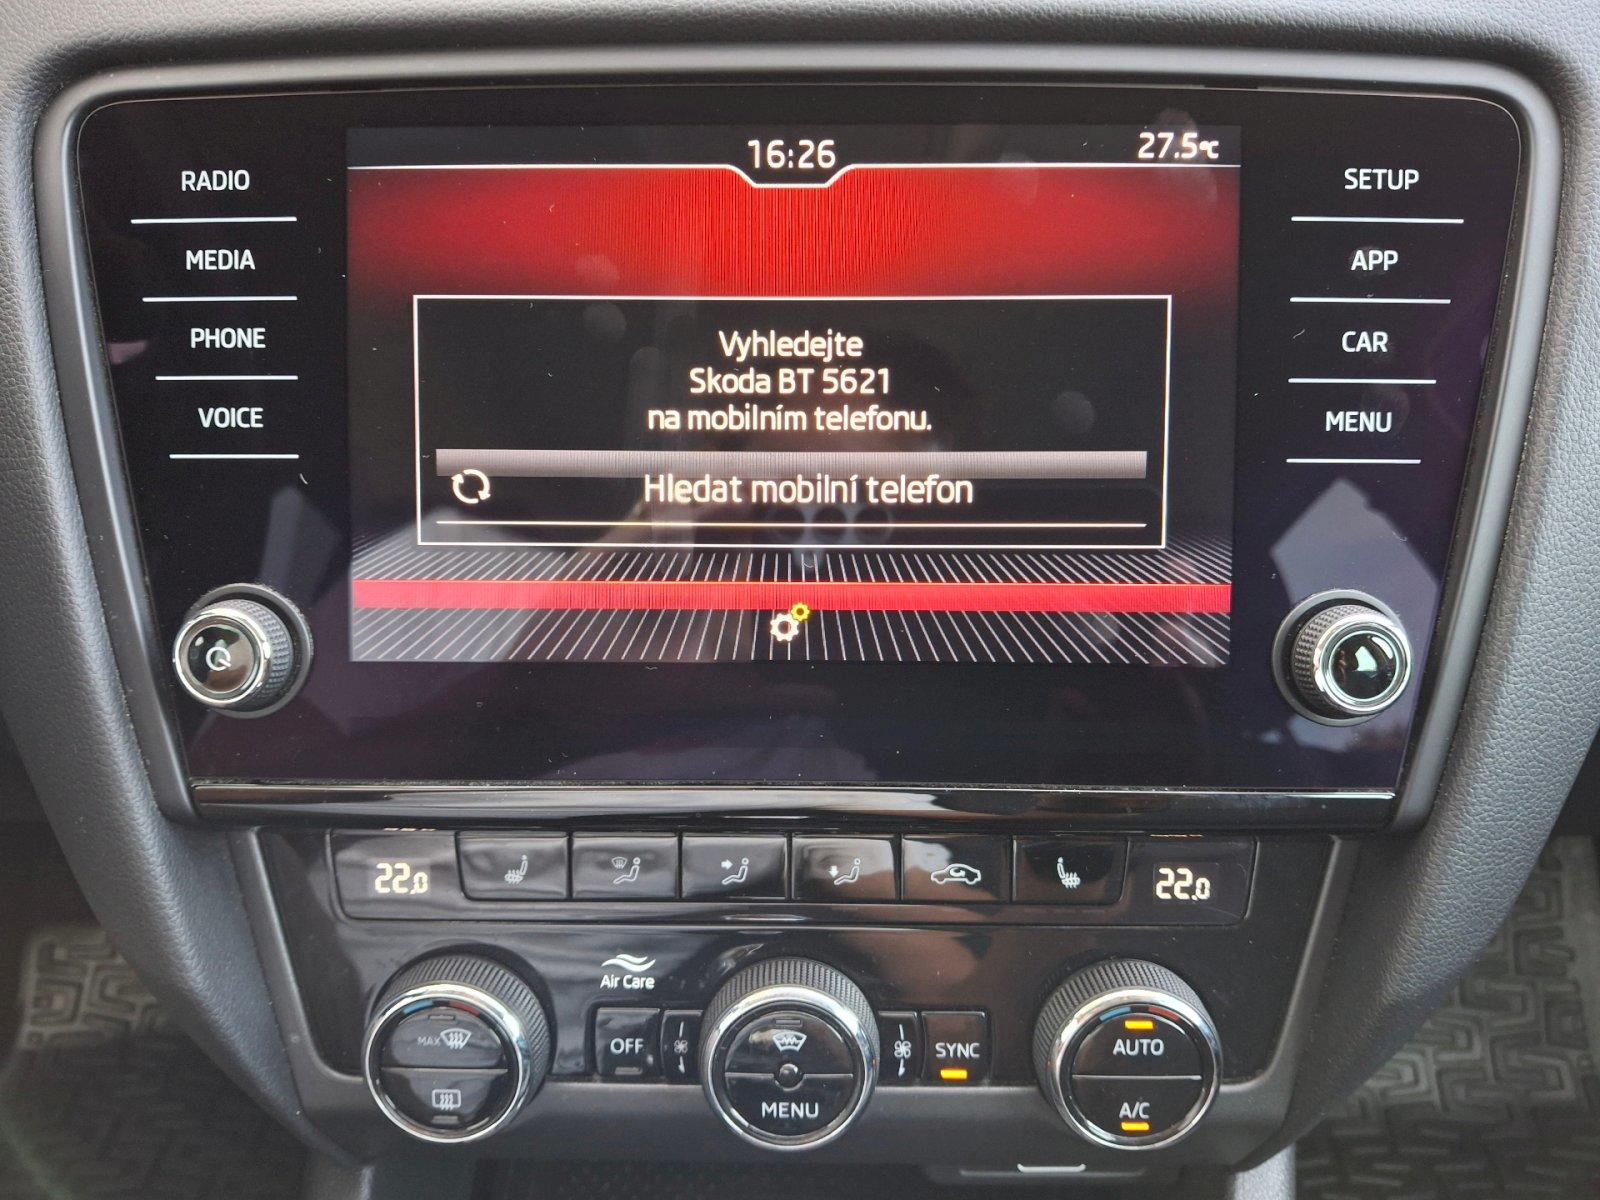 16:26
27.5°C
RADIO
MEDIA
PHONE
VOICE
SETUP
APP
CAR
MENU
Vyhledejte
Skoda BT 5621
na mobilním telefonu.
Hledat mobilní telefon
22.0
22.0
Air Care
MAX
OFF
MENU
SYNC
AUTO
A/C